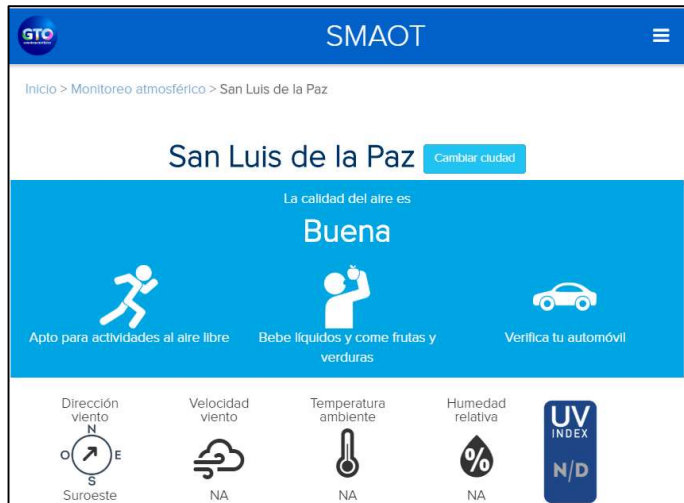 GTO
SMAOT
Inicio > Monitoreo atmosférico > San Luis de la Paz
San Luis de la Paz
Cambiar ciudad
La calidad del aire es
Buena
Apto para actividades al aire libre
Bebe líquidos y come frutas y
verduras
Verifica tu automóvil
Dirección
viento
N
O
E
S
Suroeste
Velocidad
viento
NA
Temperatura
ambiente
NA
Humedad
relativa
%
NA
UV
INDEX
N/D